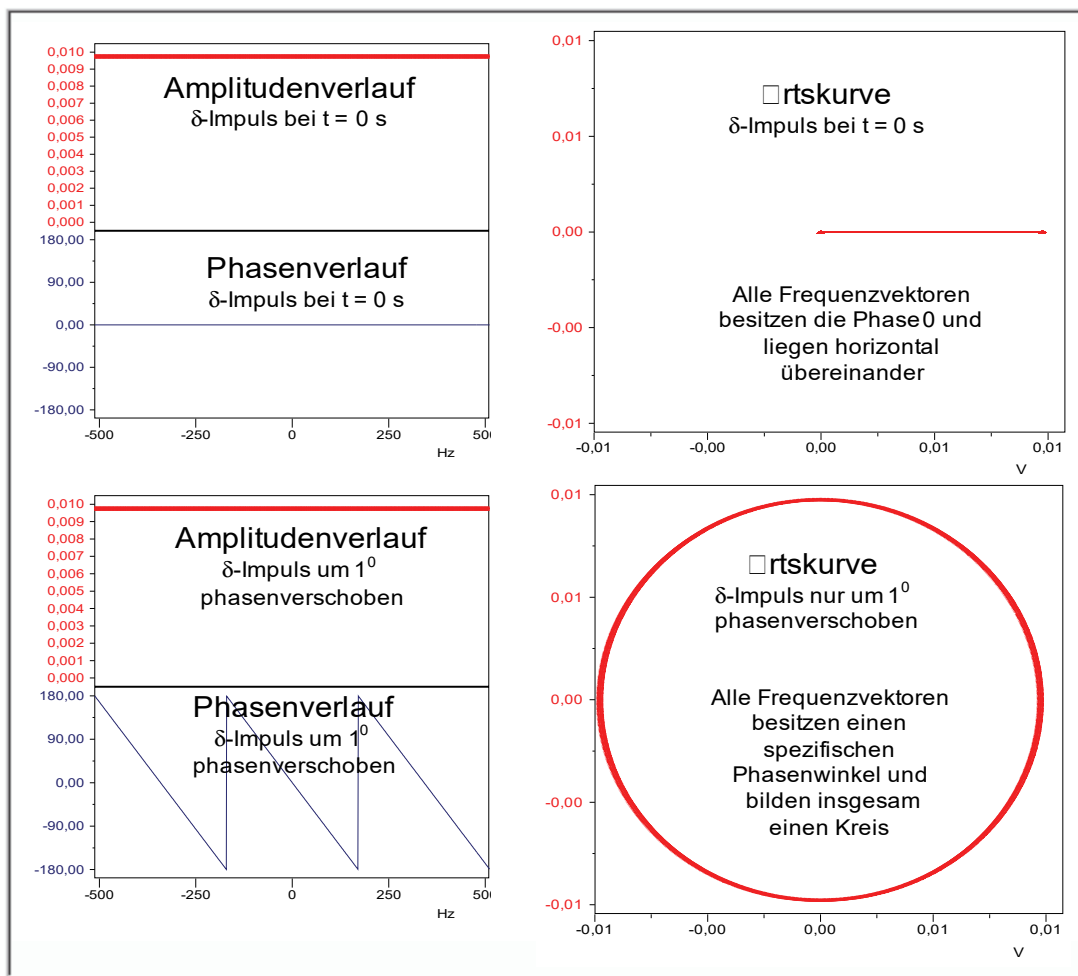 0,010
0,009
0,008
0,007
0,006
0,005
0,004
0,003
0,002
0,001
0,000
Amplitudenverlauf
δ-Impuls bei t = 0 s
180,00
90,00
0,00
-90,00
-180,00
Phasenverlauf
δ-Impuls bei t = 0 s
-500
-250
0
250
500
Hz
0,01
0,01
0,00
-0,00
-0,01
□rtskurve
δ-Impuls bei t = 0 s
Alle Frequenzvektoren
besitzen die Phase 0 und
liegen horizontal
übereinander
-0,01
-0,00
0,00
0,01
0,01
V
0,010
0,009
0,008
0,007
0,006
0,005
0,004
0,003
0,002
0,001
0,000
Amplitudenverlauf
δ-Impuls um 1⁰
phasenverschoben
180,00
90,00
0,00
-90,00
-180,00
Phasenverlauf
δ-Impuls um 1⁰
phasenverschoben
-500
-250
0
250
500
Hz
0,01
0,01
0,00
-0,00
-0,01
□rtskurve
δ-Impuls nur um 1⁰
phasenverschoben
Alle Frequenzvektoren
besitzen einen
spezifischen
Phasenwinkel und
bilden insgesam
einen Kreis
-0,01
-0,00
0,00
0,01
0,01
V